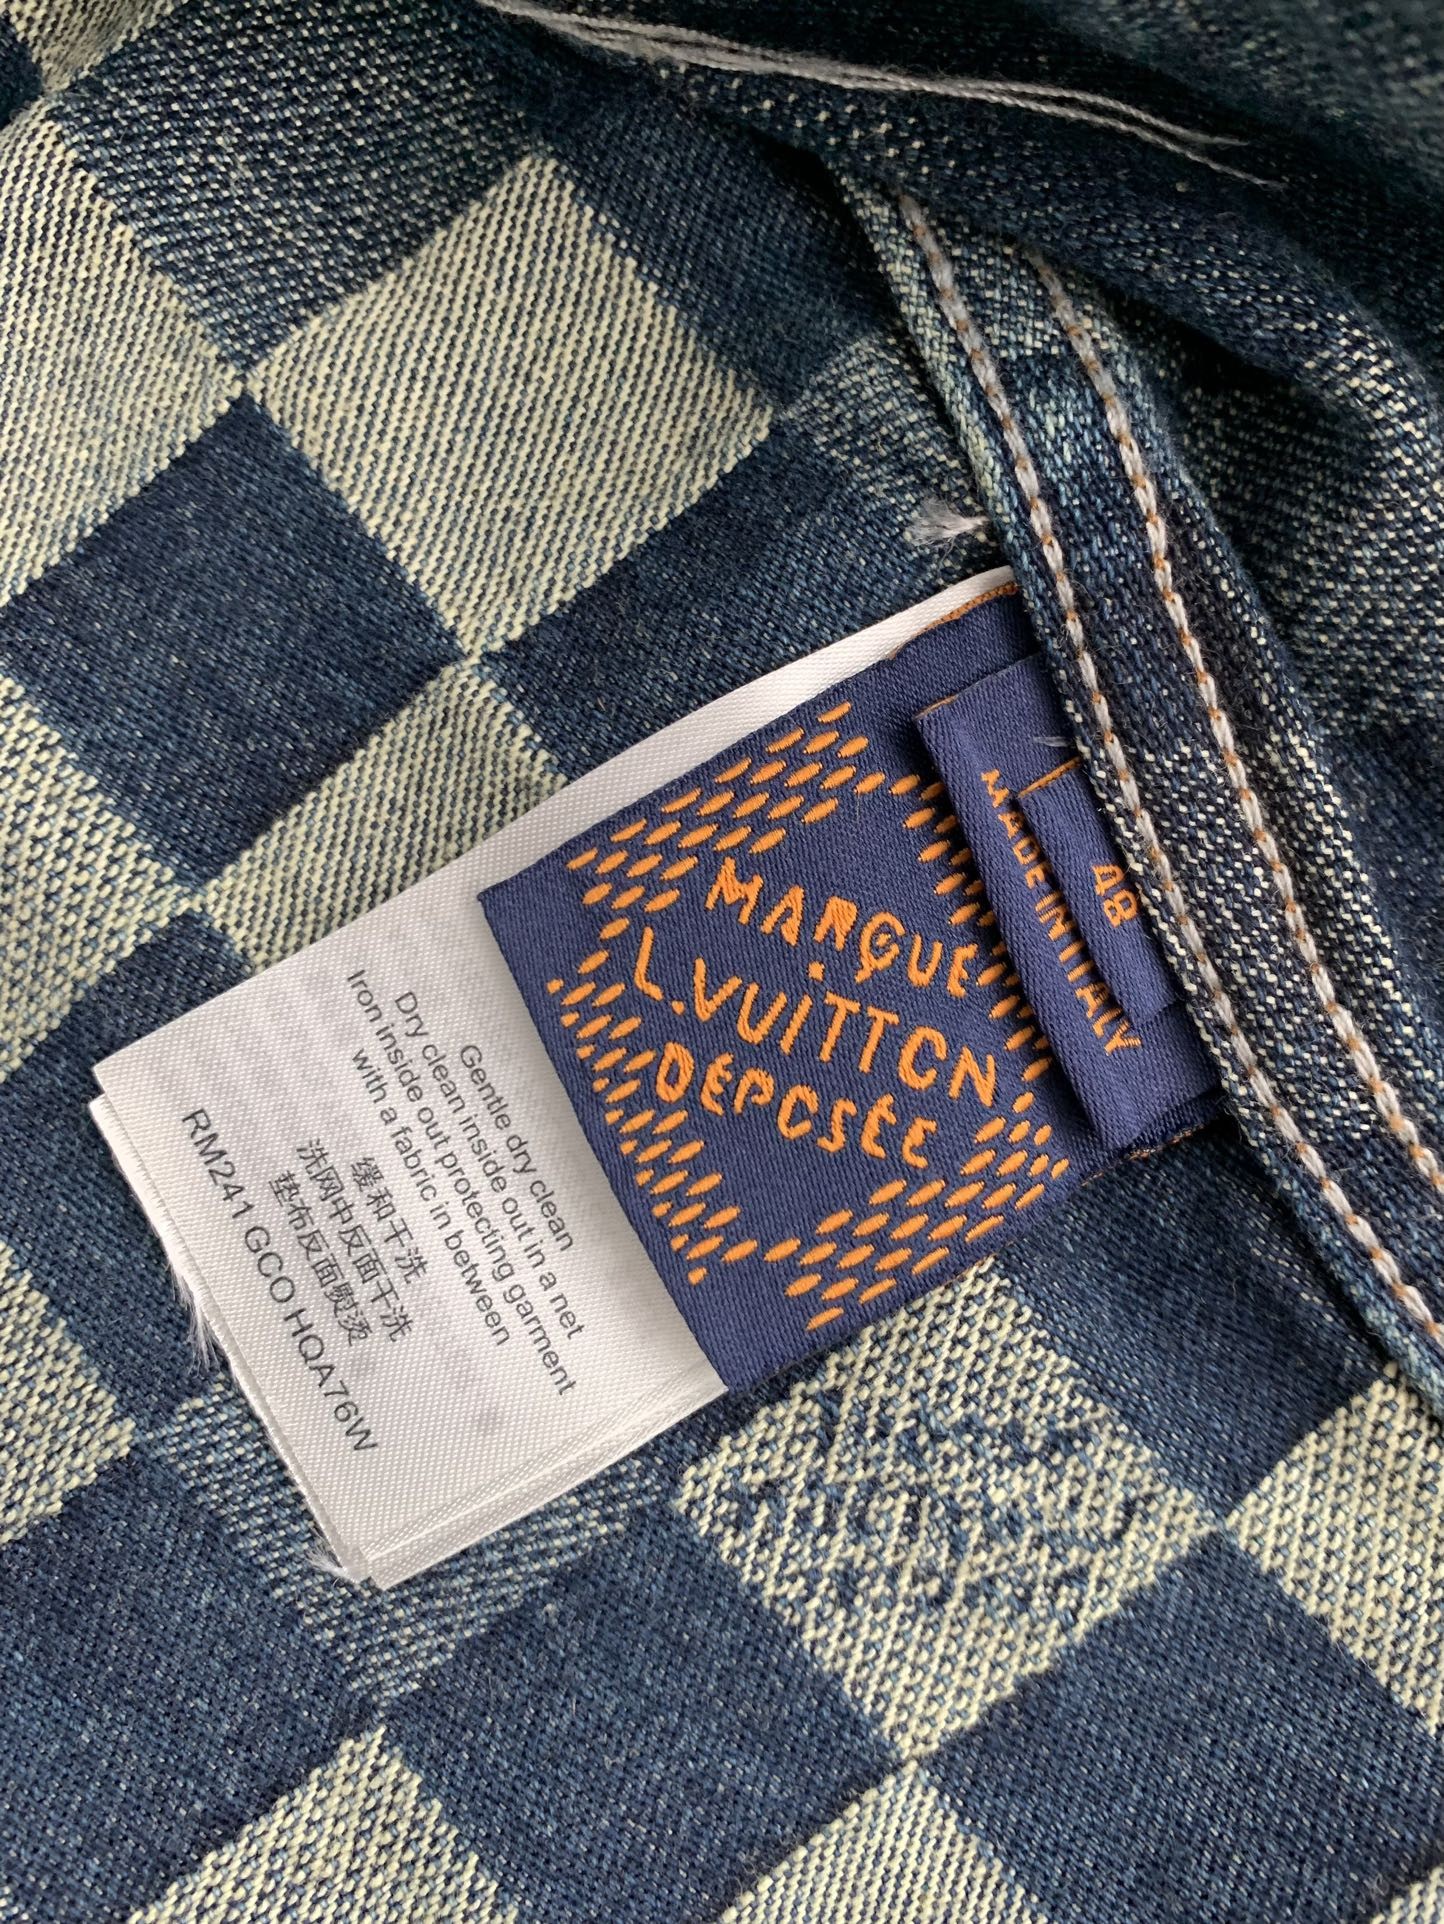 MARQUE
L.VUITTON
DEPOSEE
MADE IN ITALY
48
Gentle dry clean
Dry clean inside out in a net
Iron inside out protecting garment
with a fabric in between
缓和干洗
洗网中反面干洗
垫布反面熨烫
RM241 GCO HQA76W